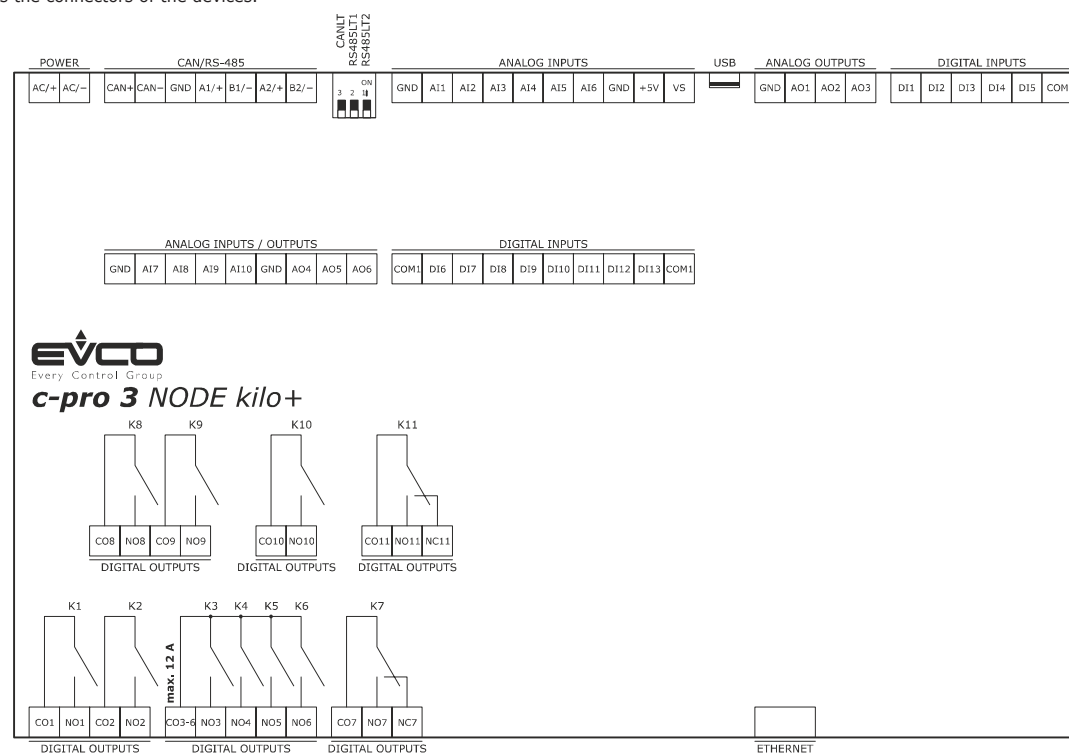 s the connectors of the devices.
CANLT
RS485LT1
RS485LT2
POWER CAN/RS-485 ANALOG INPUTS USB ANALOG OUTPUTS DIGITAL INPUTS
AC/+ AC/− CAN+ CAN− GND A1/+ B1/− A2/+ B2/− 3 2 1 ON GND AI1 AI2 AI3 AI4 AI5 AI6 GND +5V VS GND AO1 AO2 AO3 DI1 DI2 DI3 DI4 DI5 COM
ANALOG INPUTS / OUTPUTS DIGITAL INPUTS
GND AI7 AI8 AI9 AI10 GND AO4 AO5 AO6 COM1 DI6 DI7 DI8 DI9 DI10 DI11 DI12 DI13 COM1
EVCO
Every Control Group
c-pro 3 NODE kilo+
K8 K9 K10 K11
CO8 NO8 CO9 NO9 CO10 NO10 CO11 NO11 NC11
DIGITAL OUTPUTS DIGITAL OUTPUTS DIGITAL OUTPUTS
K1 K2 K3 K4 K5 K6 K7
max. 12 A
CO1 NO1 CO2 NO2 CO3-6 NO3 NO4 NO5 NO6 CO7 NO7 NC7
DIGITAL OUTPUTS DIGITAL OUTPUTS DIGITAL OUTPUTS ETHERNET